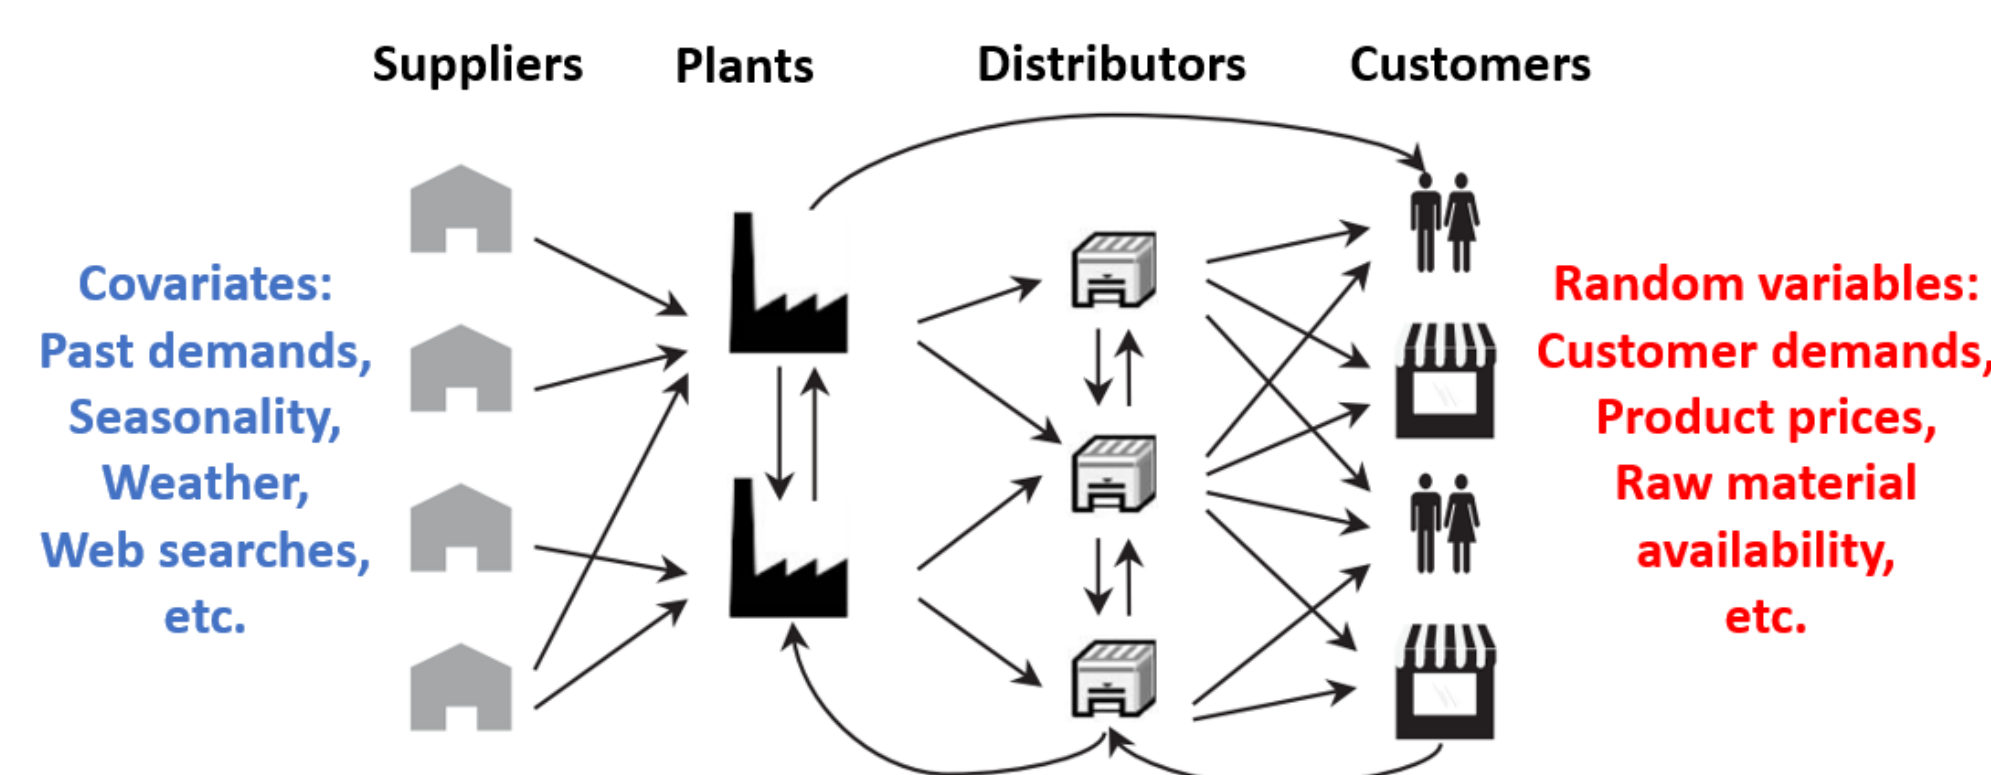 Suppliers Plants Distributors Customers
Covariates:
Past demands,
Seasonality,
Weather,
Web searches,
etc.
Random variables:
Customer demands,
Product prices,
Raw material
availability,
etc.